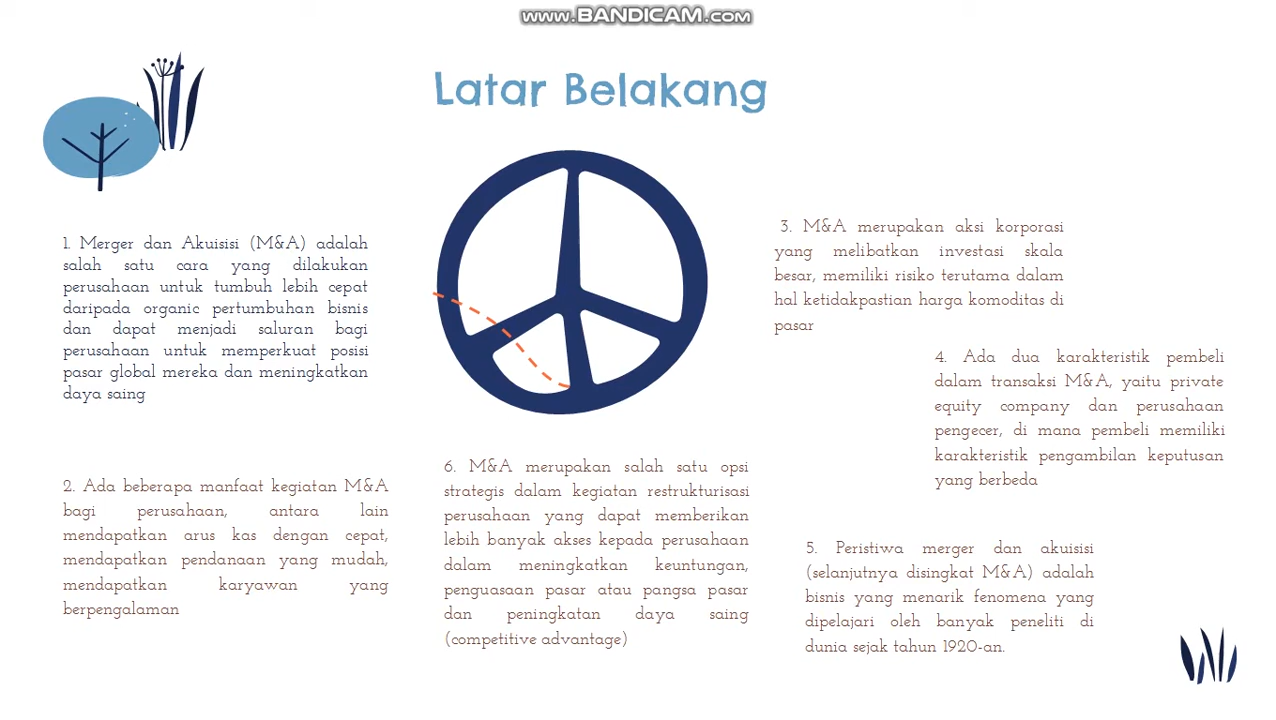 www.BANDICAM.com
Latar Belakang
1. Merger dan Akuisisi (M&A) adalah
salah satu cara yang dilakukan
perusahaan untuk tumbuh lebih cepat
daripada organic pertumbuhan bisnis
dan dapat menjadi saluran bagi
perusahaan untuk memperkuat posisi
pasar global mereka dan meningkatkan
daya saing
2. Ada beberapa manfaat kegiatan M&A
bagi perusahaan, antara lain
mendapatkan arus kas dengan cepat,
mendapatkan pendanaan yang mudah,
mendapatkan karyawan yang
berpengalaman
3. M&A merupakan aksi korporasi
yang melibatkan investasi skala
besar, memiliki risiko terutama dalam
hal ketidakpastian harga komoditas di
pasar
4. Ada dua karakteristik pembeli
dalam transaksi M&A, yaitu private
equity company dan perusahaan
pengecer, di mana pembeli memiliki
karakteristik pengambilan keputusan
yang berbeda
5. Peristiwa merger dan akuisisi
(selanjutnya disingkat M&A) adalah
bisnis yang menarik fenomena yang
dipelajari oleh banyak peneliti di
dunia sejak tahun 1920-an.
6. M&A merupakan salah satu opsi
strategis dalam kegiatan restrukturisasi
perusahaan yang dapat memberikan
lebih banyak akses kepada perusahaan
dalam meningkatkan keuntungan,
penguasaan pasar atau pangsa pasar
dan peningkatan daya saing
(competitive advantage)